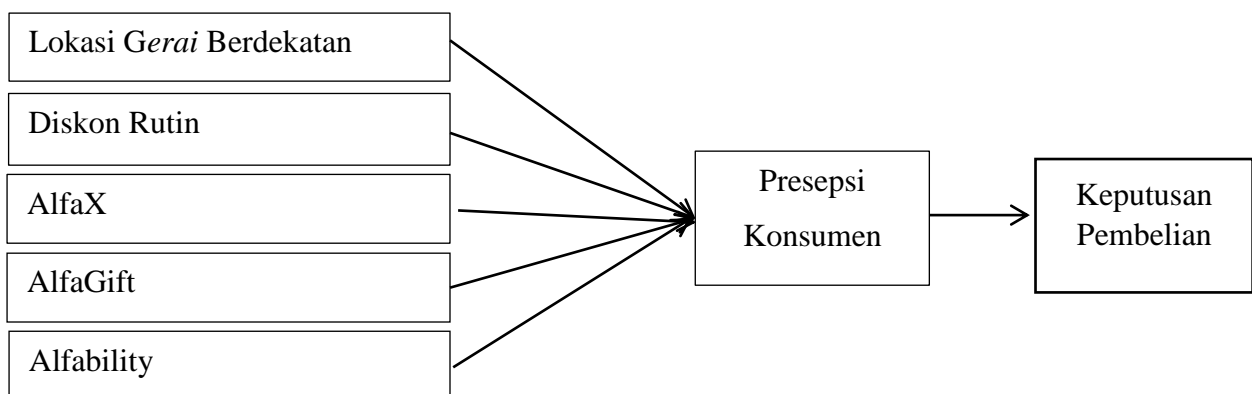 Lokasi Gerai Berdekatan
Diskon Rutin
AlfaX
AlfaGift
Alfability
Presepsi
Konsumen
Keputusan
Pembelian